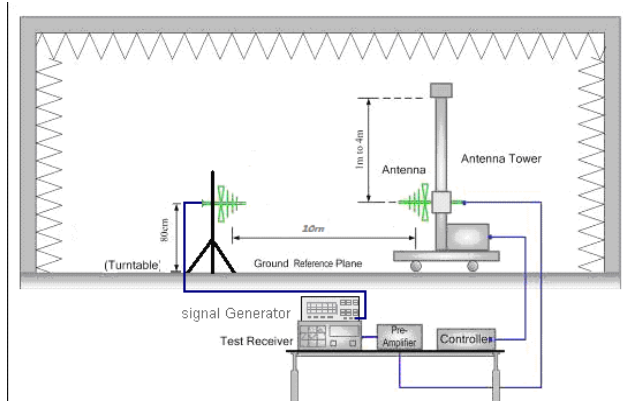 1m to 4m
Antenna
Antenna Tower
80cm
10m
(Turntable)
Ground Reference Plane
signal Generator
Test Receiver
Pre-
Amplifier
Controller